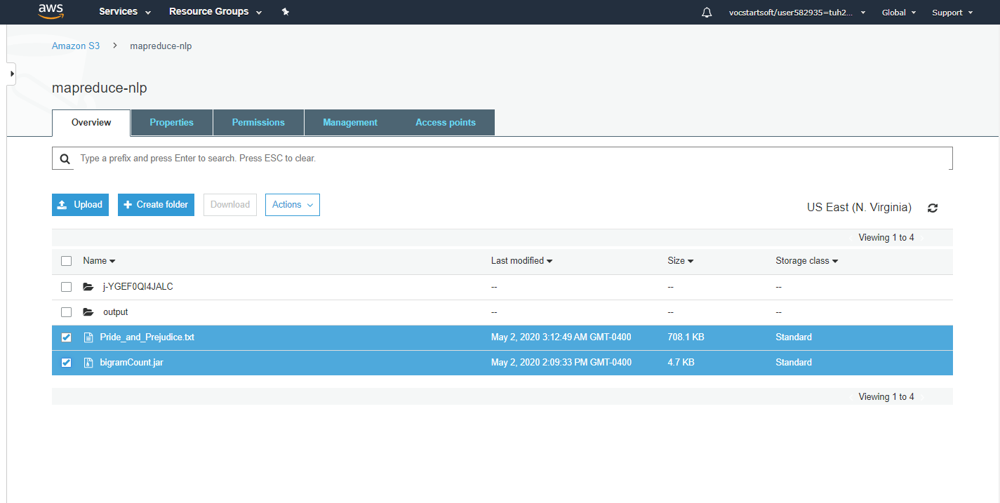 aws Services Resource Groups vocstartsoft/user582935=tuh2... Global Support
Amazon S3 > mapreduce-nlp
mapreduce-nlp
Overview Properties Permissions Management Access points
Type a prefix and press Enter to search. Press ESC to clear.
Upload + Create folder Download Actions US East (N. Virginia)
Viewing 1 to 4
Name Last modified Size Storage class
j-YGEF0QI4JALC -- -- --
output -- -- --
Pride_and_Prejudice.txt May 2, 2020 3:12:49 AM GMT-0400 708.1 KB Standard
bigramCount.jar May 2, 2020 2:09:33 PM GMT-0400 4.7 KB Standard
Viewing 1 to 4